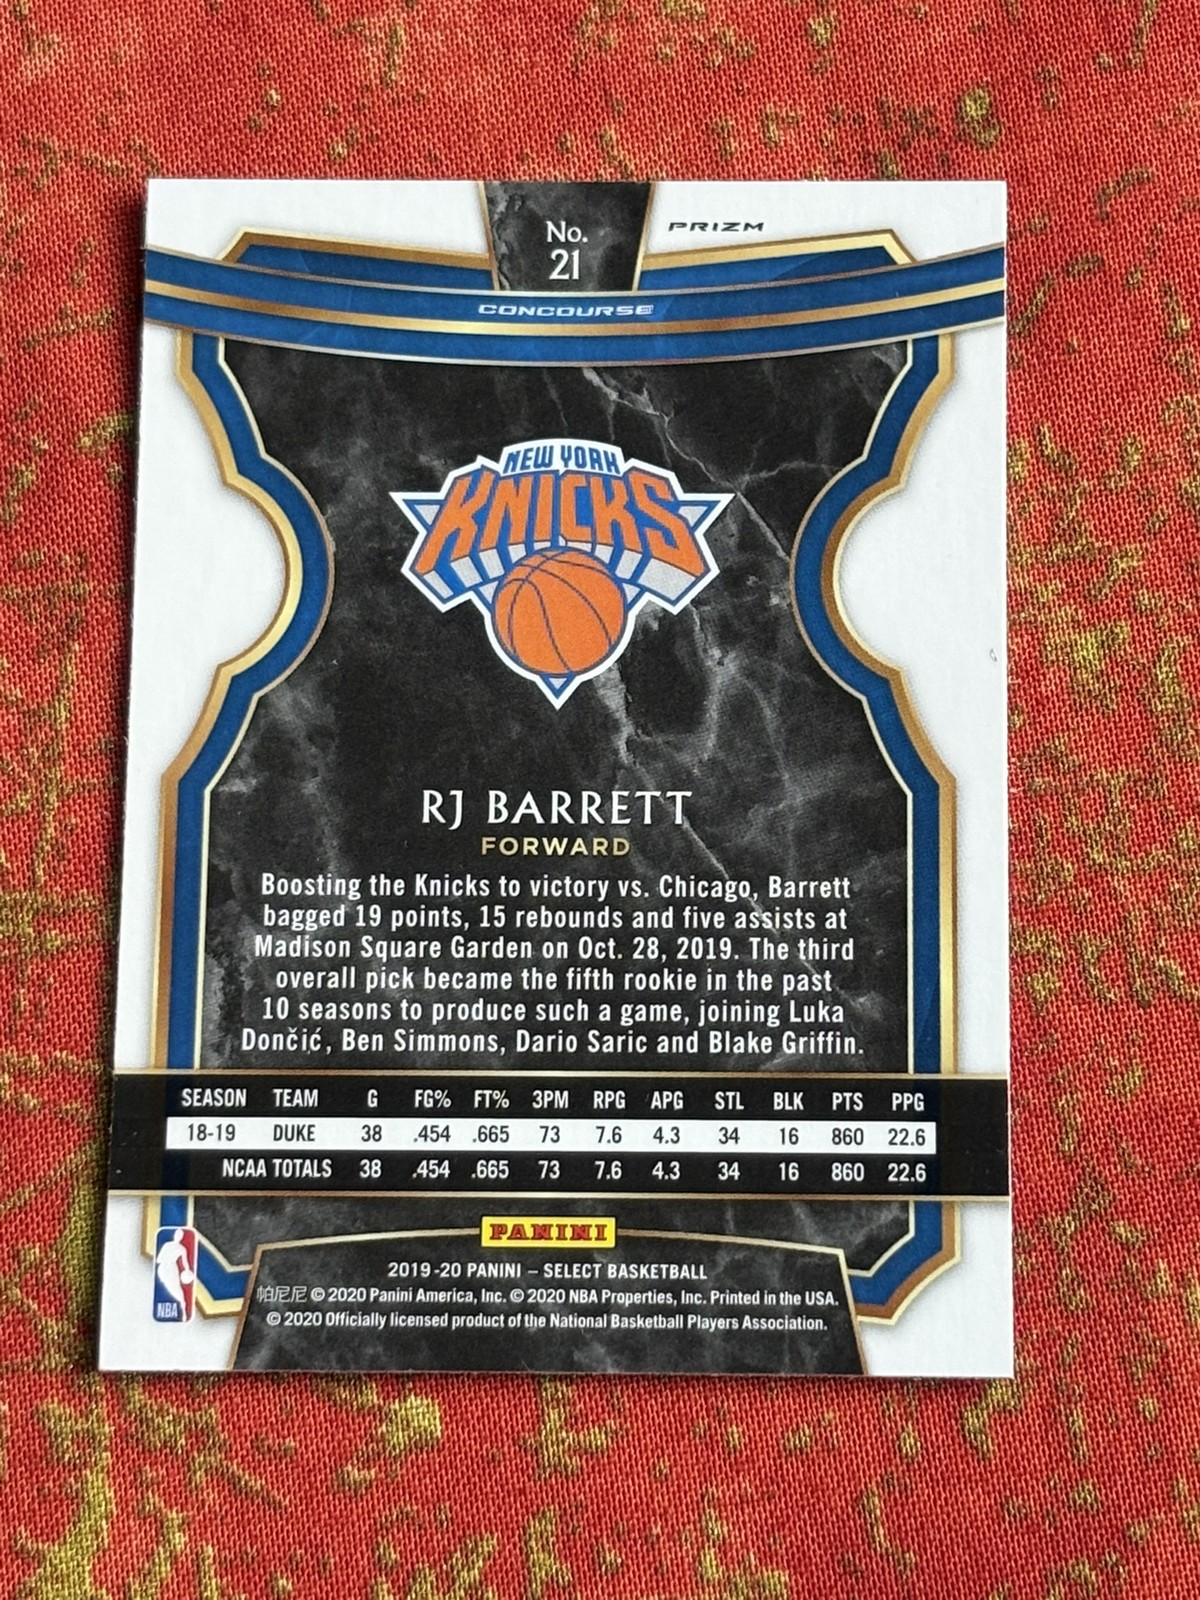 No.
21
PRIZM
CONCOURSE
NEW YORK
KNICKS
RJ BARRETT
FORWARD
Boosting the Knicks to victory vs. Chicago, Barrett
bagged 19 points, 15 rebounds and five assists at
Madison Square Garden on Oct. 28, 2019. The third
overall pick became the fifth rookie in the past
10 seasons to produce such a game, joining Luka
Dončić, Ben Simmons, Dario Saric and Blake Griffin.
SEASON TEAM G FG% FT% 3PM RPG APG STL BLK PTS PPG
18-19 DUKE 38 .454 .665 73 7.6 4.3 34 16 860 22.6
NCAA TOTALS 38 .454 .665 73 7.6 4.3 34 16 860 22.6
PANINI
NBA
2019-20 PANINI – SELECT BASKETBALL
帕尼尼 © 2020 Panini America, Inc. © 2020 NBA Properties, Inc. Printed in the USA.
© 2020 Officially licensed product of the National Basketball Players Association.